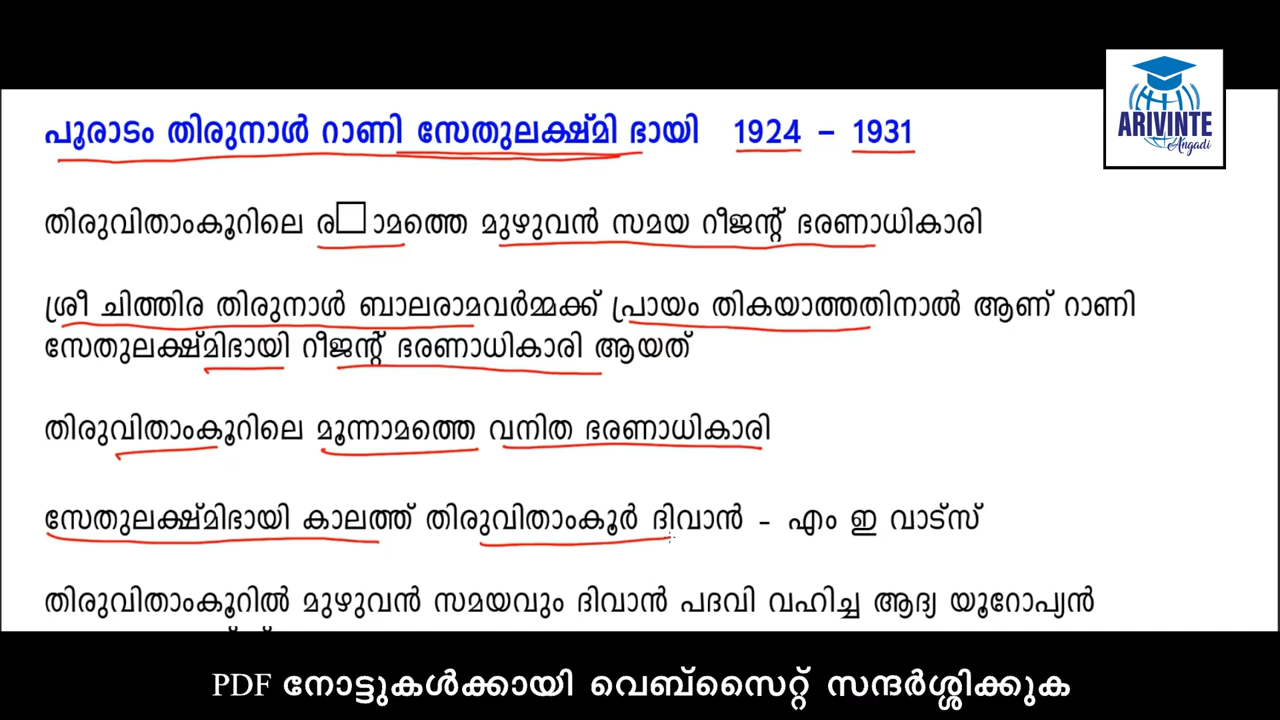 ARIVINTE
Angadi
പൂരാടം തിരുനാൾ റാണി സേതുലക്ഷ്മി ഭായി 1924 – 1931
തിരുവിതാംകൂറിലെ മുഴുവൻ സമയ റീജന്റ് ഭരണാധികാരി
ശ്രീ ചിത്തിര തിരുനാൾ ബാലരാമവർമ്മക്ക് പ്രായം തികയാത്തതിനാൽ ആണ് റാണി
സേതുലക്ഷ്മിഭായി റീജന്റ് ഭരണാധികാരി ആയത്
തിരുവിതാംകൂറിലെ മൂന്നാമത്തെ വനിത ഭരണാധികാരി
സേതുലക്ഷ്മിഭായി കാലത്ത് തിരുവിതാംകൂർ ദിവാൻ - എം ഇ വാട്സ്
തിരുവിതാംകൂറിൽ മുഴുവൻ സമയവും ദിവാൻ പദവി വഹിച്ച ആദ്യ യൂറോപ്യൻ
PDF നോട്ടുകൾക്കായി വെബ്സൈറ്റ് സന്ദർശ്ശിക്കുക